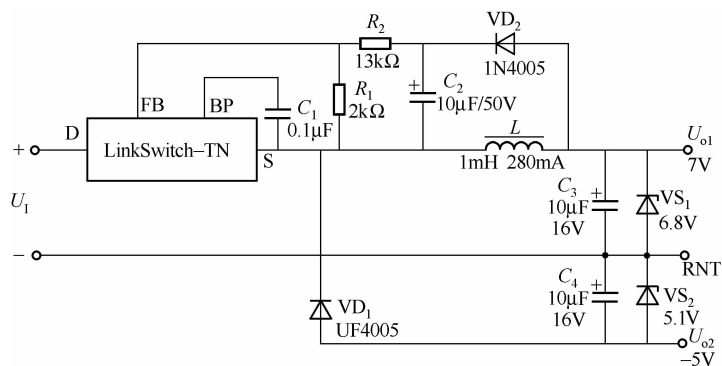 R₂
13kΩ
VD₂
1N4005
FB
BP
C₁
0.1μF
R₁
2kΩ
+
C₂
10μF/50V
+
D
LinkSwitch–TN
S
L
1mH 280mA
Uo1
7V
UI
C₃
+
10μF
16V
VS₁
6.8V
−
RNT
C₄
+
10μF
16V
VS₂
5.1V
VD₁
UF4005
Uo2
−5V